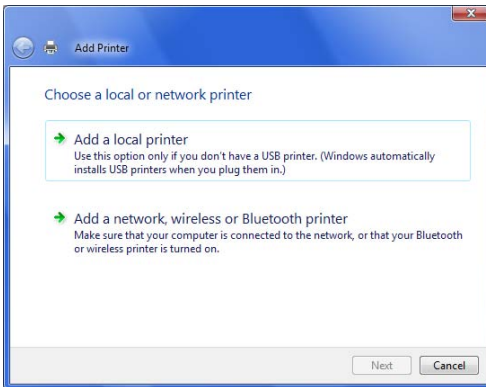 Add Printer
Choose a local or network printer
Add a local printer
Use this option only if you don't have a USB printer. (Windows automatically
installs USB printers when you plug them in.)
Add a network, wireless or Bluetooth printer
Make sure that your computer is connected to the network, or that your Bluetooth
or wireless printer is turned on.
Next Cancel